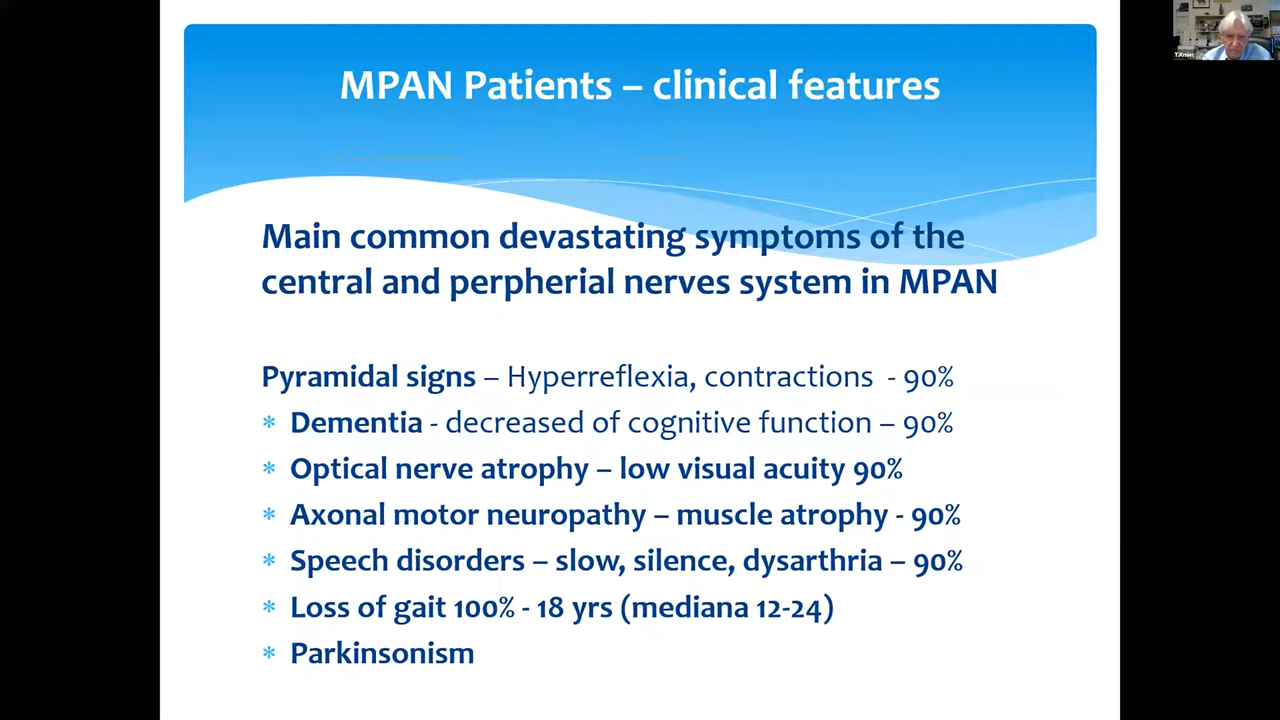 MPAN Patients – clinical features
T.Kmiec
Main common devastating symptoms of the
central and perpherial nerves system in MPAN
Pyramidal signs – Hyperreflexia, contractions - 90%
* Dementia - decreased of cognitive function – 90%
* Optical nerve atrophy – low visual acuity 90%
* Axonal motor neuropathy – muscle atrophy - 90%
* Speech disorders – slow, silence, dysarthria – 90%
* Loss of gait 100% - 18 yrs (mediana 12-24)
* Parkinsonism